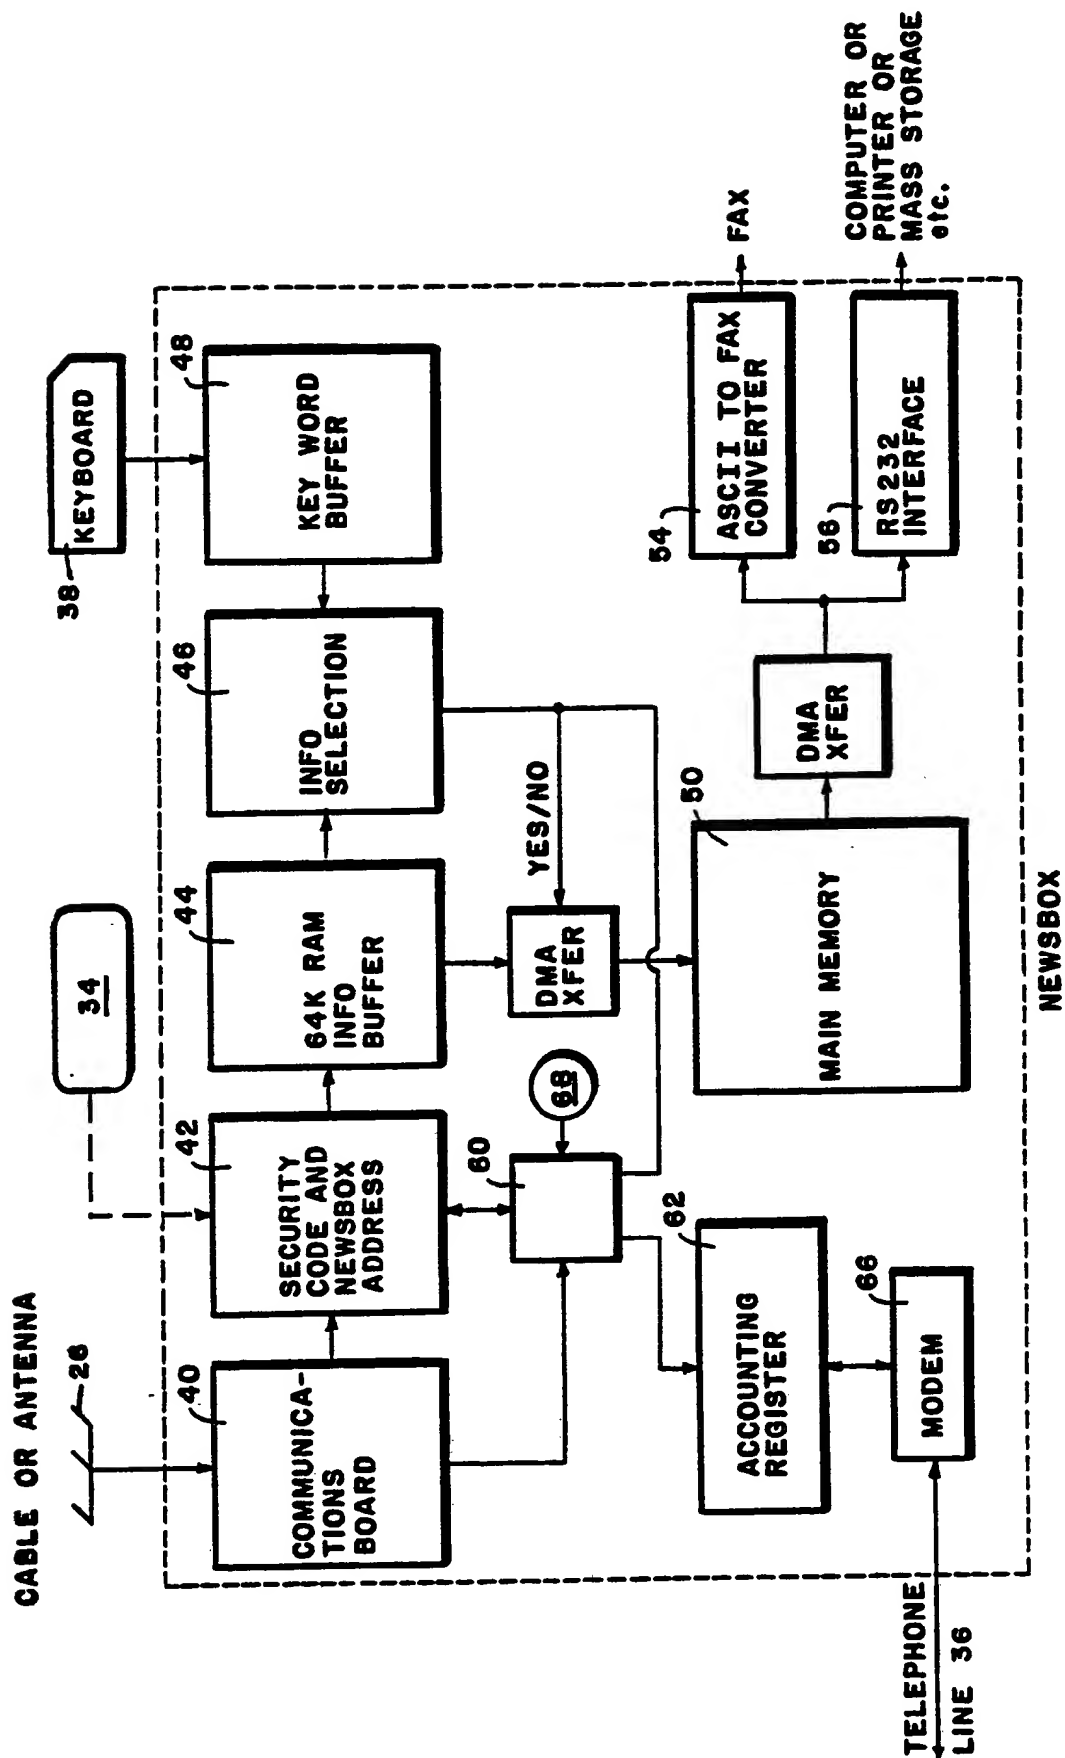 CABLE OR ANTENNA
26
34
38
KEYBOARD
40
COMMUNICA-
TIONS
BOARD
42
SECURITY
CODE AND
NEWSBOX
ADDRESS
44
64K RAM
INFO
BUFFER
46
INFO
SELECTION
48
KEY WORD
BUFFER
60
68
DMA
XFER
YES/NO
62
ACCOUNTING
REGISTER
50
MAIN MEMORY
DMA
XFER
54
ASCII TO FAX
CONVERTER
FAX
56
RS232
INTERFACE
COMPUTER OR
PRINTER OR
MASS STORAGE
etc.
66
MODEM
TELEPHONE
LINE 36
NEWSBOX